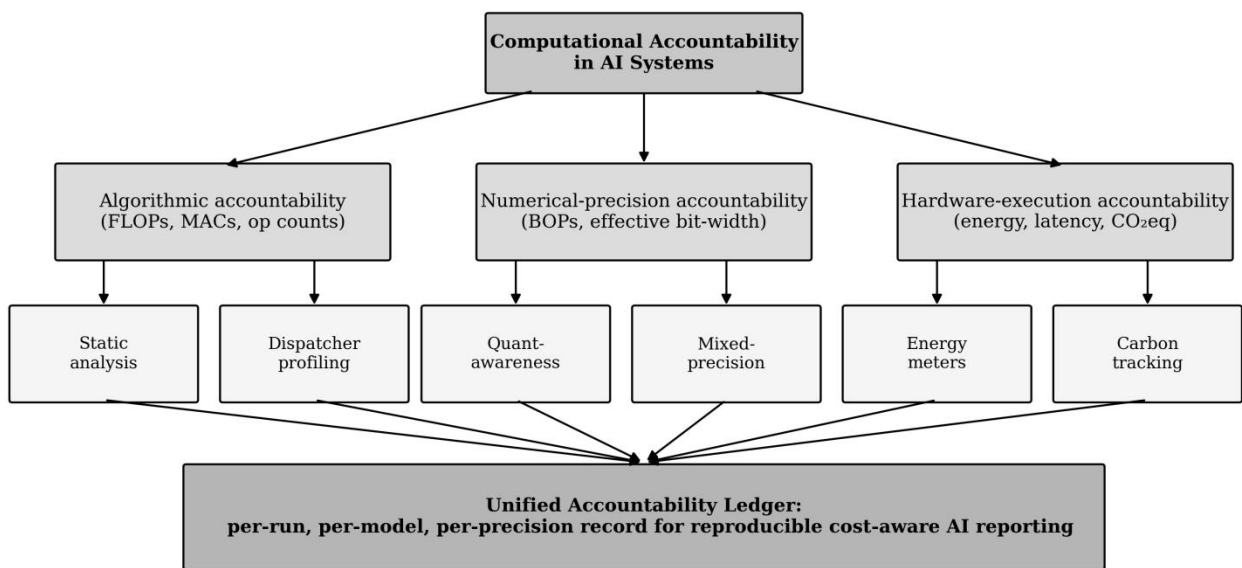 Computational Accountability
in AI Systems
Algorithmic accountability
(FLOPs, MACs, op counts)
Numerical-precision accountability
(BOPs, effective bit-width)
Hardware-execution accountability
(energy, latency, CO₂eq)
Static
analysis
Dispatcher
profiling
Quant-
awareness
Mixed-
precision
Energy
meters
Carbon
tracking
Unified Accountability Ledger:
per-run, per-model, per-precision record for reproducible cost-aware AI reporting